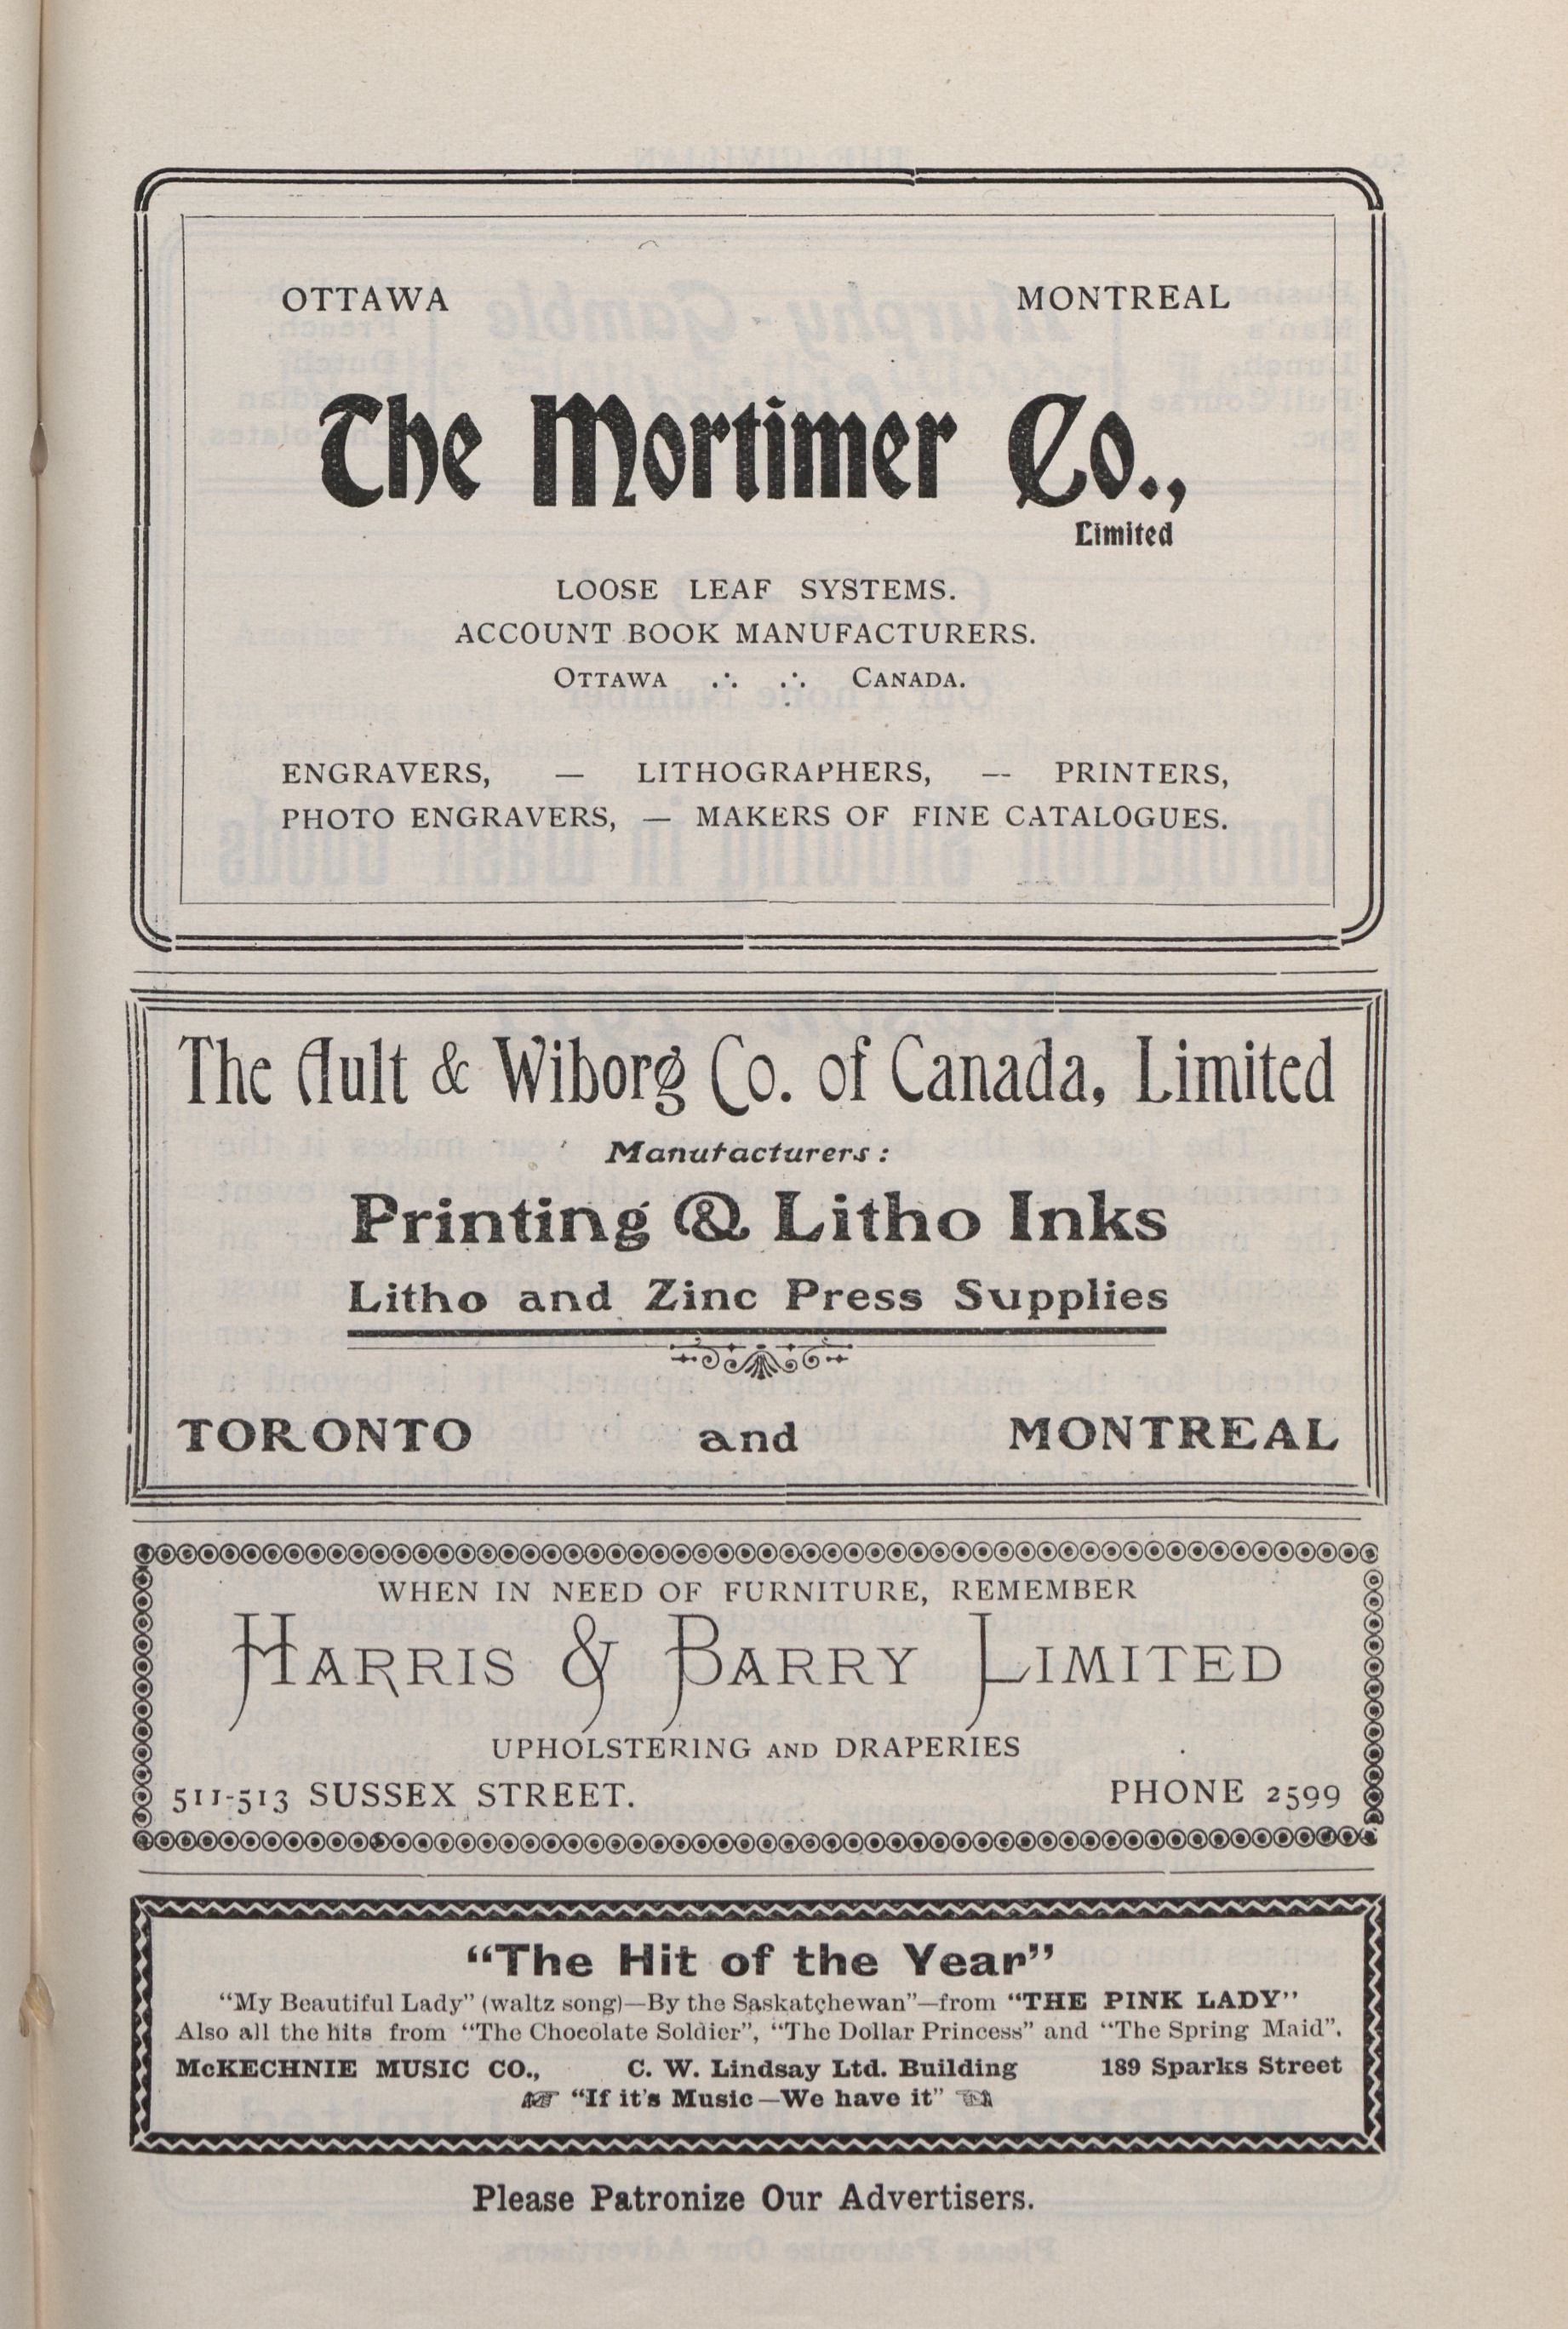 OTTAWA MONTREAL
The Mortimer Co.,
Limited
LOOSE LEAF SYSTEMS.
ACCOUNT BOOK MANUFACTURERS.
OTTAWA ∴ ∴ CANADA.
ENGRAVERS, — LITHOGRAPHERS, -- PRINTERS,
PHOTO ENGRAVERS, — MAKERS OF FINE CATALOGUES.
The Ault & Wiborg Co. of Canada, Limited
Manufacturers:
Printing & Litho Inks
Litho and Zinc Press Supplies
TORONTO and MONTREAL
WHEN IN NEED OF FURNITURE, REMEMBER
HARRIS & BARRY LIMITED
UPHOLSTERING AND DRAPERIES
511-513 SUSSEX STREET. PHONE 2599
“The Hit of the Year”
“My Beautiful Lady” (waltz song)—By the Saskatchewan”—from “THE PINK LADY”
Also all the hits from “The Chocolate Soldier”, “The Dollar Princess” and “The Spring Maid”.
McKECHNIE MUSIC CO., C. W. Lindsay Ltd. Building 189 Sparks Street
☞ “If it's Music—We have it” ☜
Please Patronize Our Advertisers.